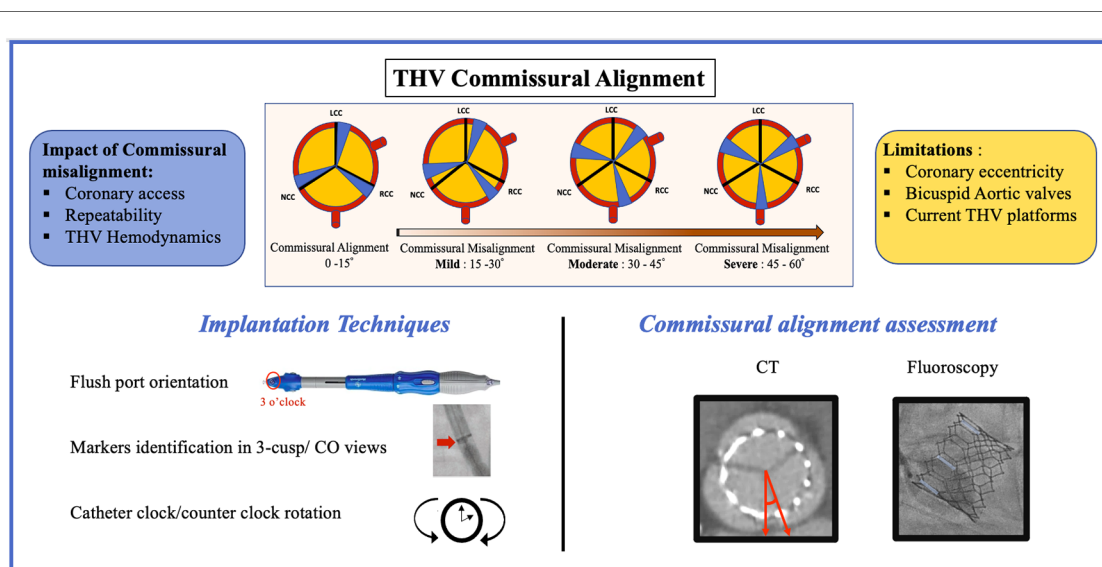 THV Commissural Alignment
Impact of Commissural
misalignment:
▪ Coronary access
▪ Repeatability
▪ THV Hemodynamics
LCC
NCC
RCC
Commissural Alignment
0 -15°
LCC
NCC
RCC
Commissural Misalignment
Mild : 15 -30°
LCC
NCC
RCC
Commissural Misalignment
Moderate : 30 - 45°
LCC
NCC
RCC
Commissural Misalignment
Severe : 45 - 60°
Limitations :
▪ Coronary eccentricity
▪ Bicuspid Aortic valves
▪ Current THV platforms
Implantation Techniques
Flush port orientation
3 o’clock
Markers identification in 3-cusp/ CO views
Catheter clock/counter clock rotation
Commissural alignment assessment
CT
Fluoroscopy